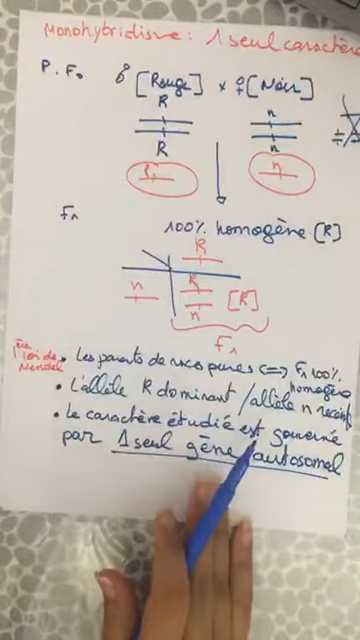 Monohybridisme : 1 seul caractère
P. F₀ ♂ [Rouge] x ♀ [Noir]
R n
R n
R n
F₁
100% homogène [R]
R
n R [R]
n
F₁
1ère loi de Mendel
• Les parents de races pures <=> F₁ 100% homogène
• L'allèle R dominant / allèle n récessif
• Le caractère étudié est gouverné
par 1 seul gène autosomal